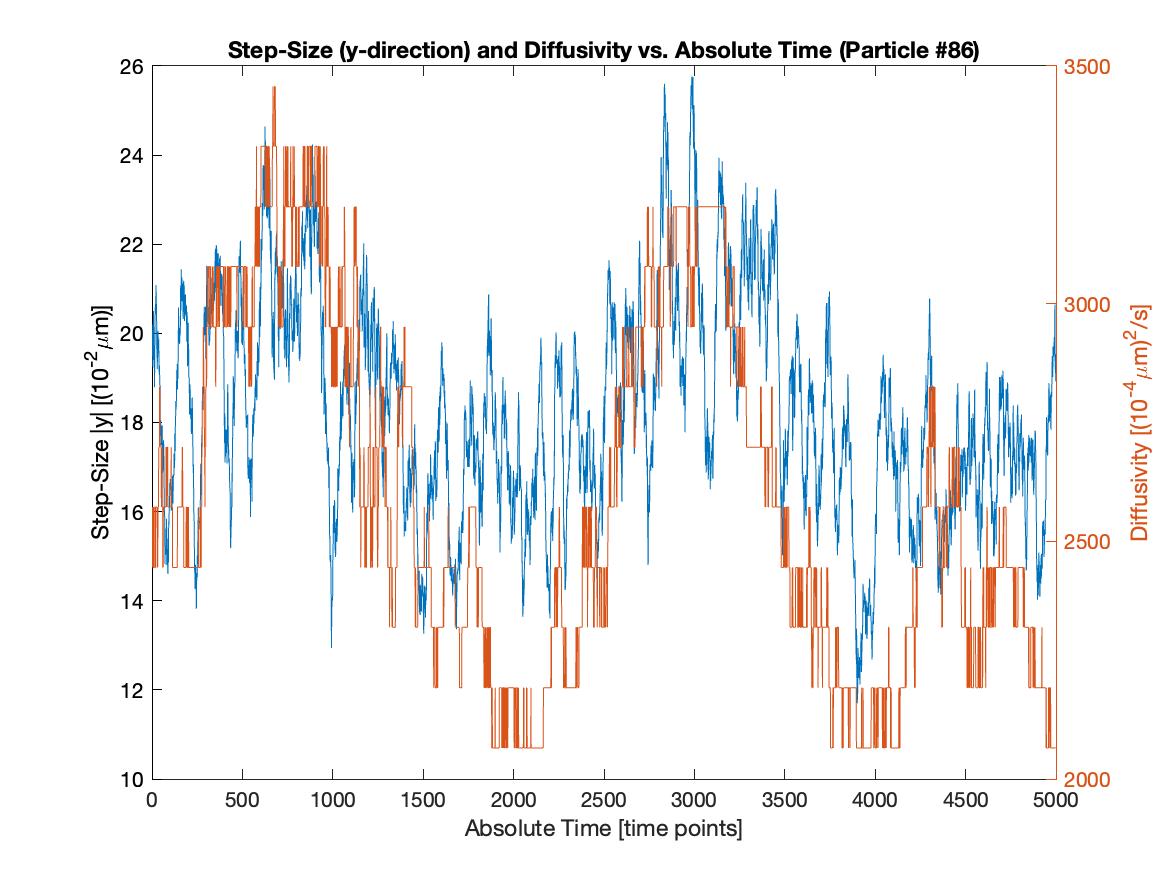 Step-Size (y-direction) and Diffusivity vs. Absolute Time (Particle #86)
Step-Size |y| [(10^-2 μm)]
26
24
22
20
18
16
14
12
10
3500
3000
2500
2000
Diffusivity [(10^-4 μm)^2/s]
0 500 1000 1500 2000 2500 3000 3500 4000 4500 5000
Absolute Time [time points]